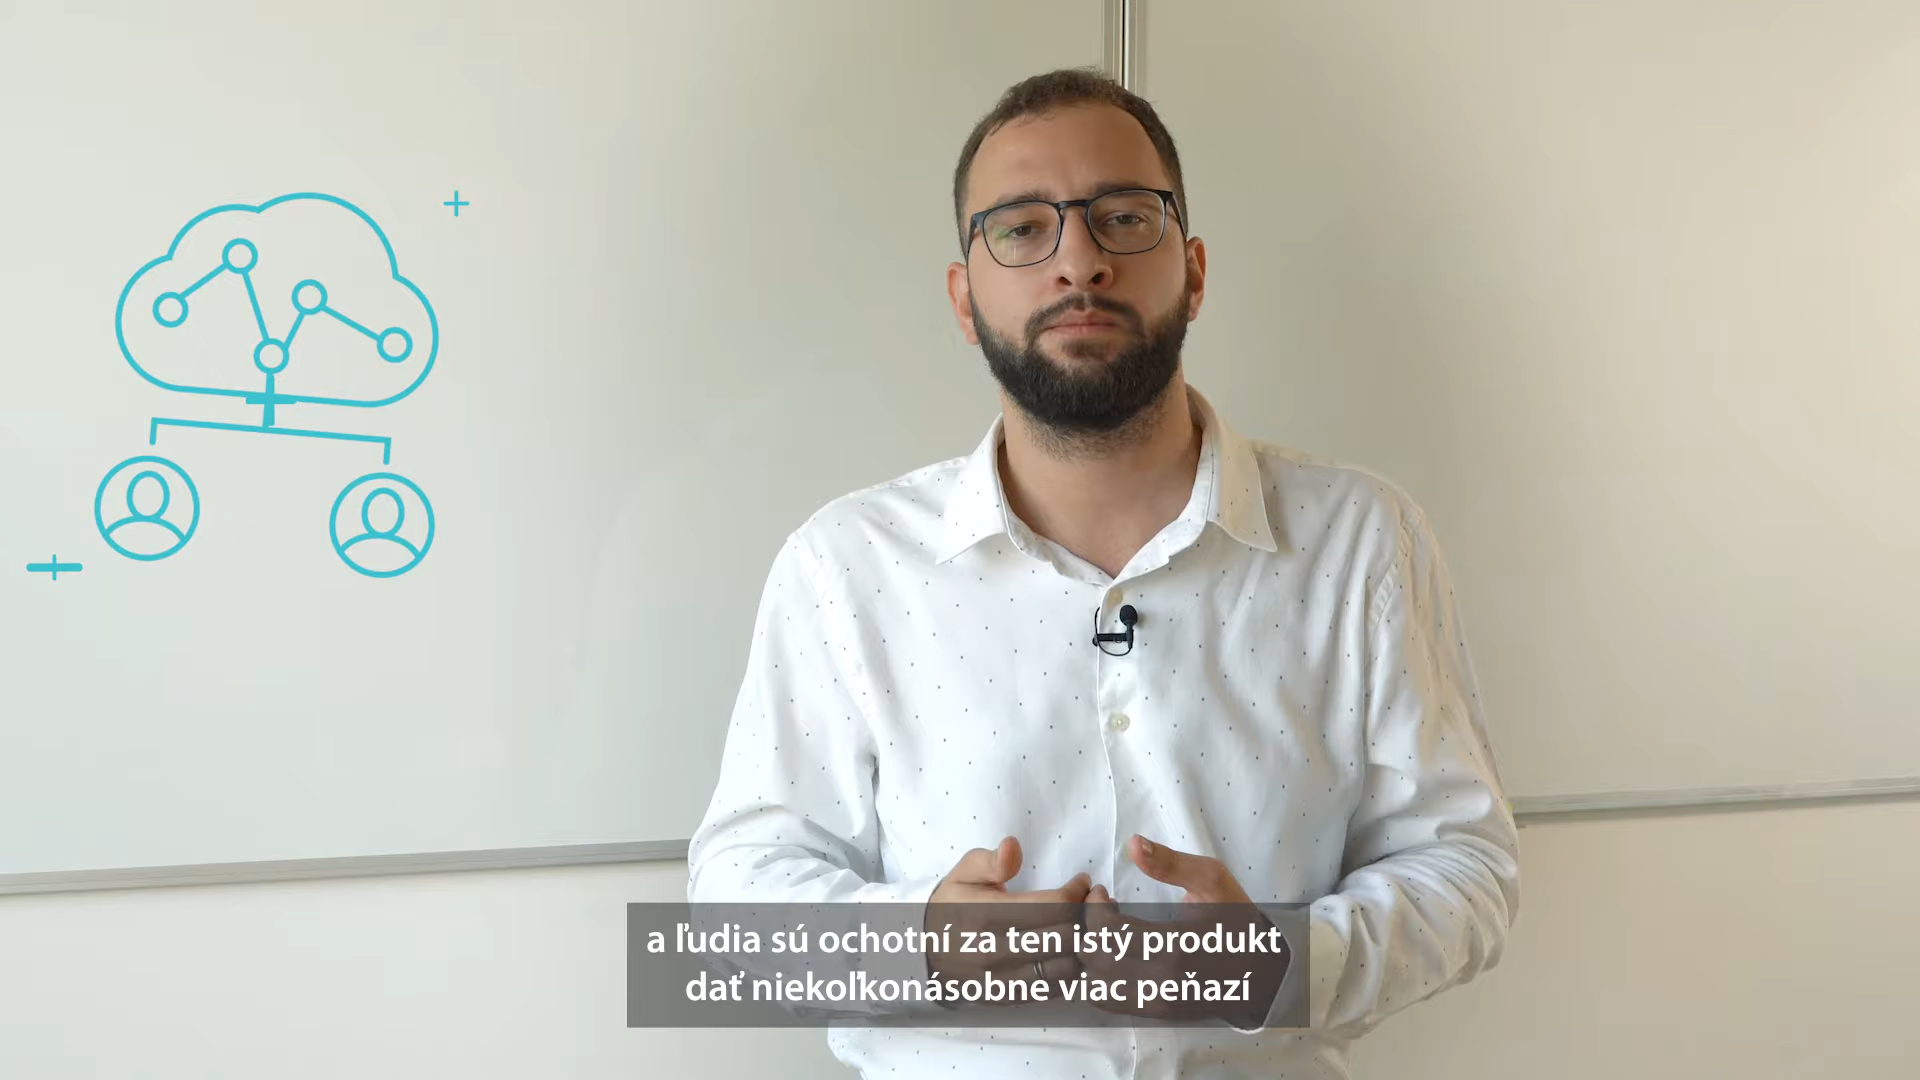 a ľudia sú ochotní za ten istý produkt
dať niekoľkonásobne viac peňazí